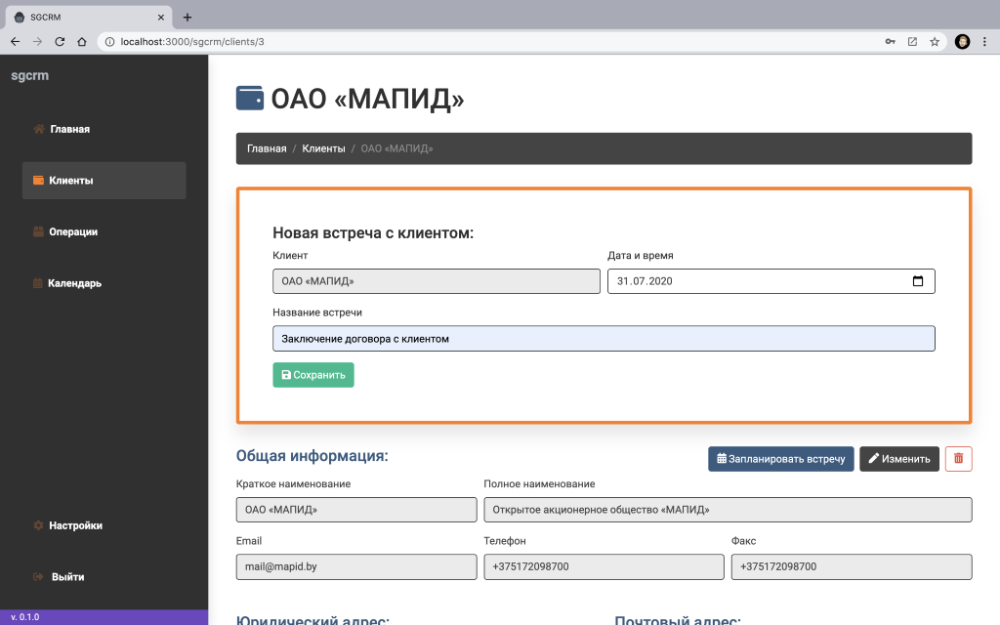 SGCRM
localhost:3000/sgcrm/clients/3
sgcrm
Главная
Клиенты
Операции
Календарь
Настройки
Выйти
v. 0.1.0
ОАО «МАПИД»
Главная / Клиенты / ОАО «МАПИД»
Новая встреча с клиентом:
Клиент Дата и время
ОАО «МАПИД» 31.07.2020
Название встречи
Заключение договора с клиентом
Сохранить
Общая информация: Запланировать встречу Изменить
Краткое наименование Полное наименование
ОАО «МАПИД» Открытое акционерное общество «МАПИД»
Email Телефон Факс
mail@mapid.by +375172098700 +375172098700
Юридический адрес: Почтовый адрес: